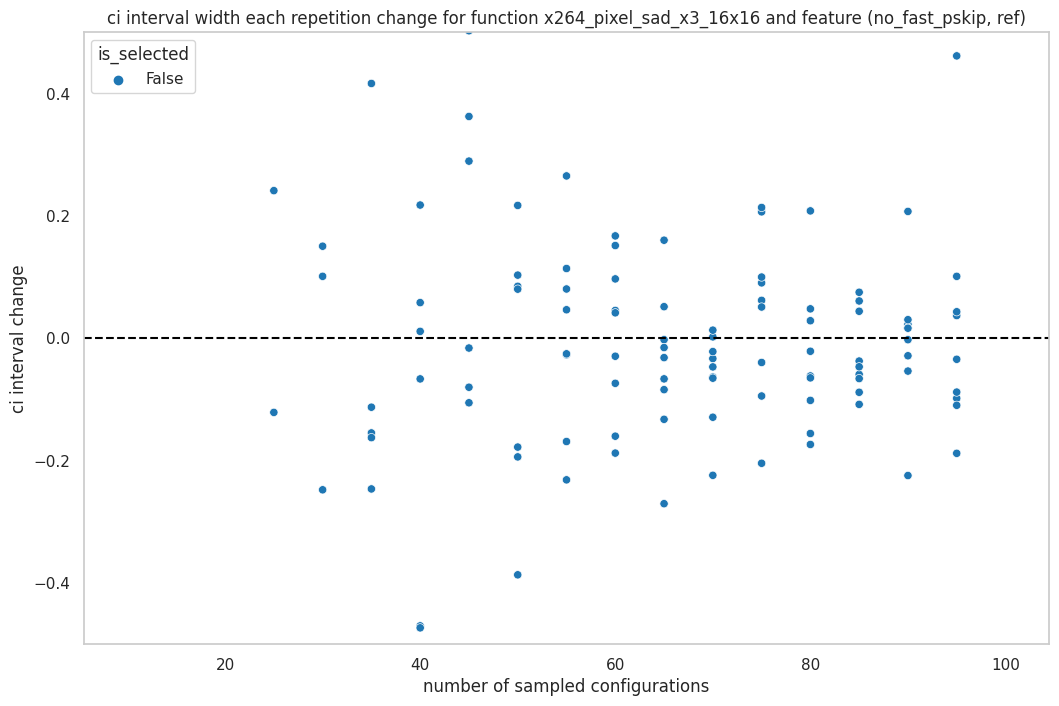 ci interval width each repetition change for function x264_pixel_sad_x3_16x16 and feature (no_fast_pskip, ref)
is_selected
False
0.4
0.2
0.0
−0.2
−0.4
ci interval change
20
40
60
80
100
number of sampled configurations